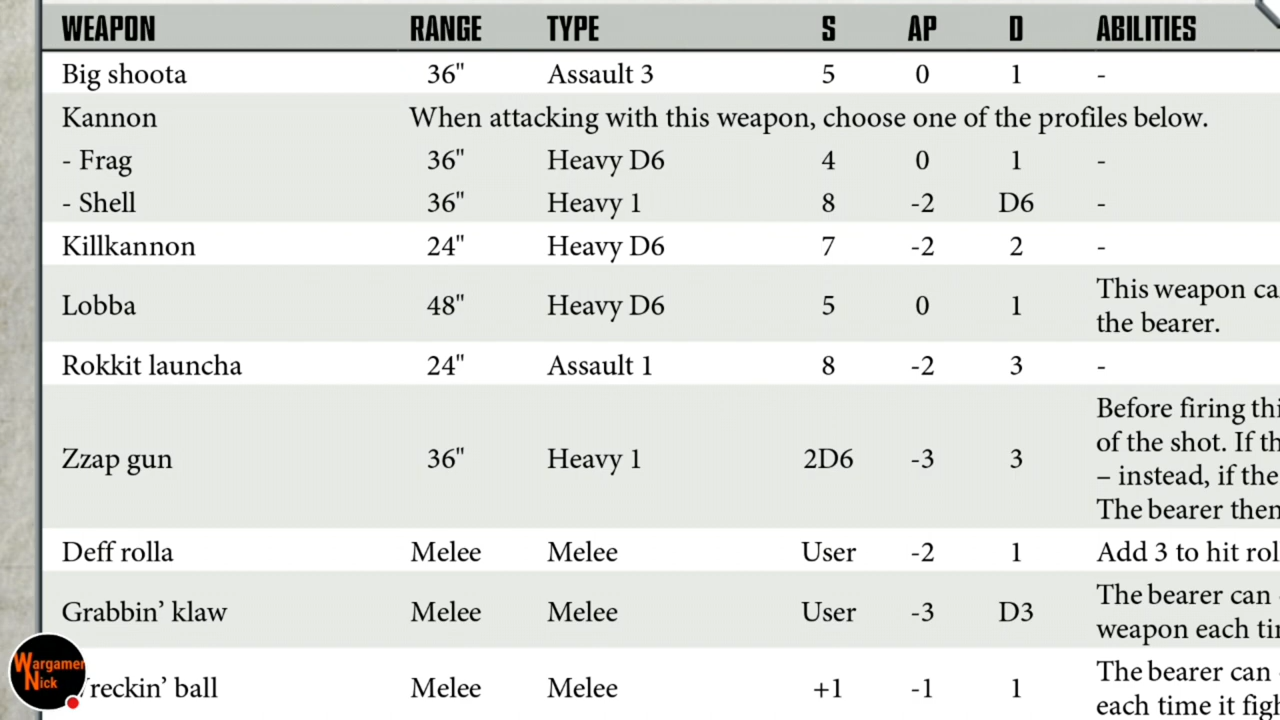 WEAPON RANGE TYPE S AP D ABILITIES
Big shoota 36" Assault 3 5 0 1 -
Kannon When attacking with this weapon, choose one of the profiles below.
- Frag 36" Heavy D6 4 0 1 -
- Shell 36" Heavy 1 8 -2 D6 -
Killkannon 24" Heavy D6 7 -2 2 -
Lobba 48" Heavy D6 5 0 1 This weapon ca
the bearer.
Rokkit launcha 24" Assault 1 8 -2 3 -
Zzap gun 36" Heavy 1 2D6 -3 3 Before firing thi
of the shot. If th
– instead, if the
The bearer then
Deff rolla Melee Melee User -2 1 Add 3 to hit rol
Grabbin’ klaw Melee Melee User -3 D3 The bearer can
weapon each ti
reckin’ ball Melee Melee +1 -1 1 The bearer can
each time it figh
Wargamer
Nick